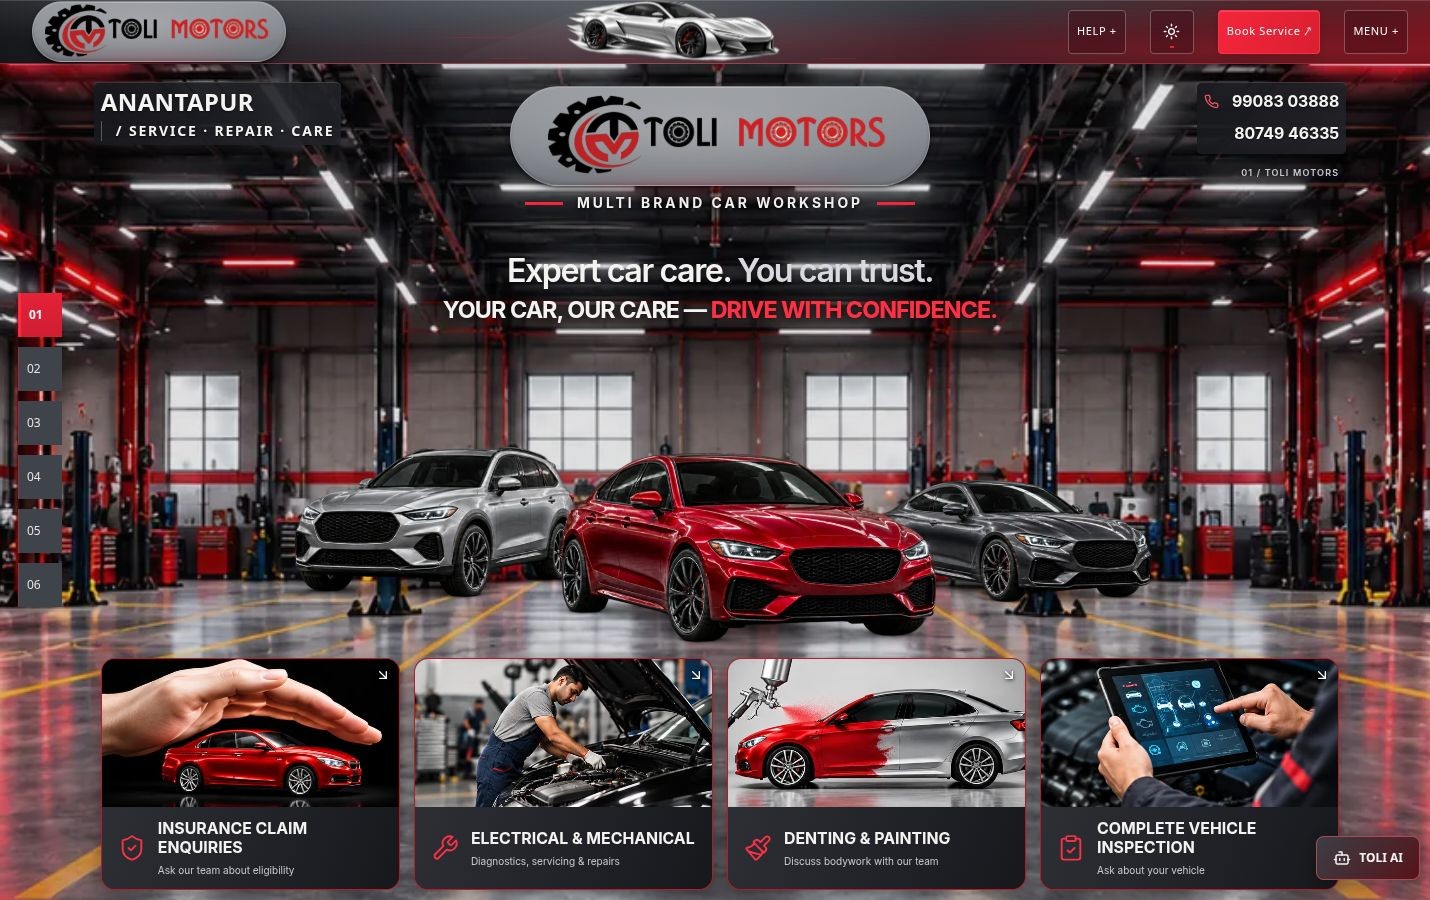 TOLI MOTORS
HELP +
Book Service ↗
MENU +
ANANTAPUR
/ SERVICE · REPAIR · CARE
TOLI MOTORS
MULTI BRAND CAR WORKSHOP
99083 03888
80749 46335
01 / TOLI MOTORS
Expert car care. You can trust.
YOUR CAR, OUR CARE — DRIVE WITH CONFIDENCE.
01
02
03
04
05
06
INSURANCE CLAIM
ENQUIRIES
Ask our team about eligibility
ELECTRICAL & MECHANICAL
Diagnostics, servicing & repairs
DENTING & PAINTING
Discuss bodywork with our team
COMPLETE VEHICLE
INSPECTION
Ask about your vehicle
TOLI AI